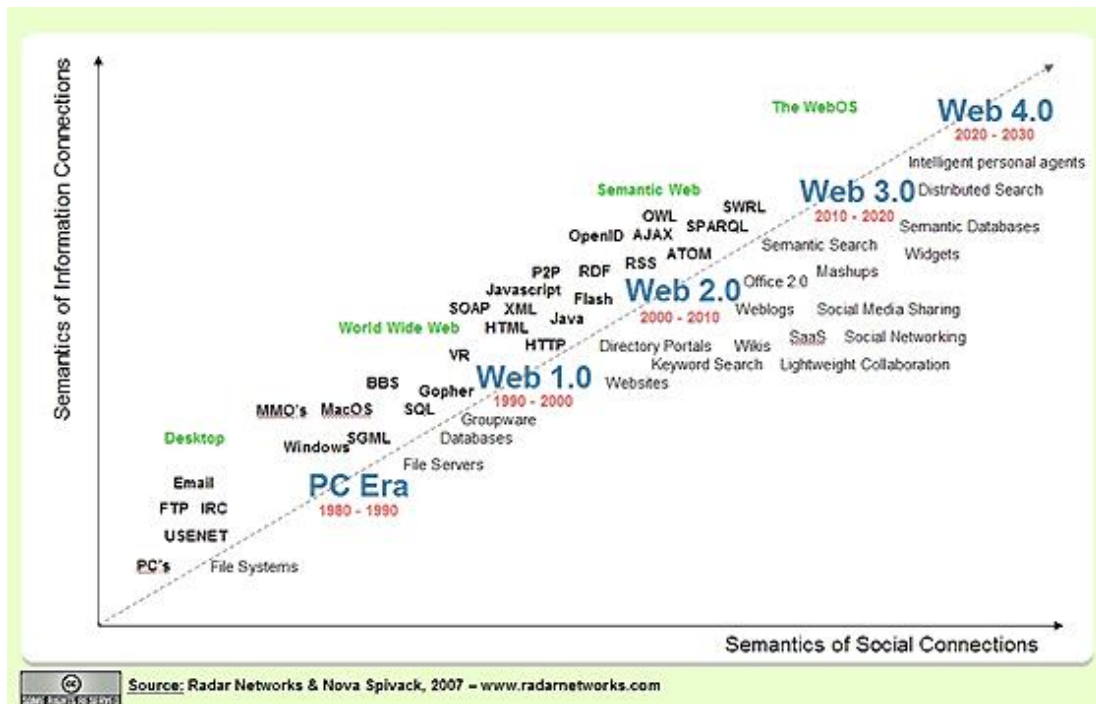 Semantics of Information Connections
The WebOS
Web 4.0
2020 - 2030
Intelligent personal agents
Semantic Web
Web 3.0
Distributed Search
2010 - 2020
SWRL
OWL
SPARQL
Semantic Databases
OpenID AJAX
Semantic Search
Widgets
ATOM
RSS
P2P RDF
Mashups
Office 2.0
Javascript
Web 2.0
Flash
SOAP XML
Weblogs Social Media Sharing
2000 - 2010
Java
World Wide Web
HTML
HTTP
Directory Portals Wikis SaaS Social Networking
VR
Keyword Search Lightweight Collaboration
Web 1.0
Websites
BBS
Gopher
1990 - 2000
MMO's MacOS SQL
Groupware
Desktop
Windows SGML
Databases
File Servers
Email
PC Era
FTP IRC
1980 - 1990
USENET
PC's File Systems
Semantics of Social Connections
Source: Radar Networks & Nova Spivack, 2007 – www.radarnetworks.com
cc
SOME RIGHTS RESERVED